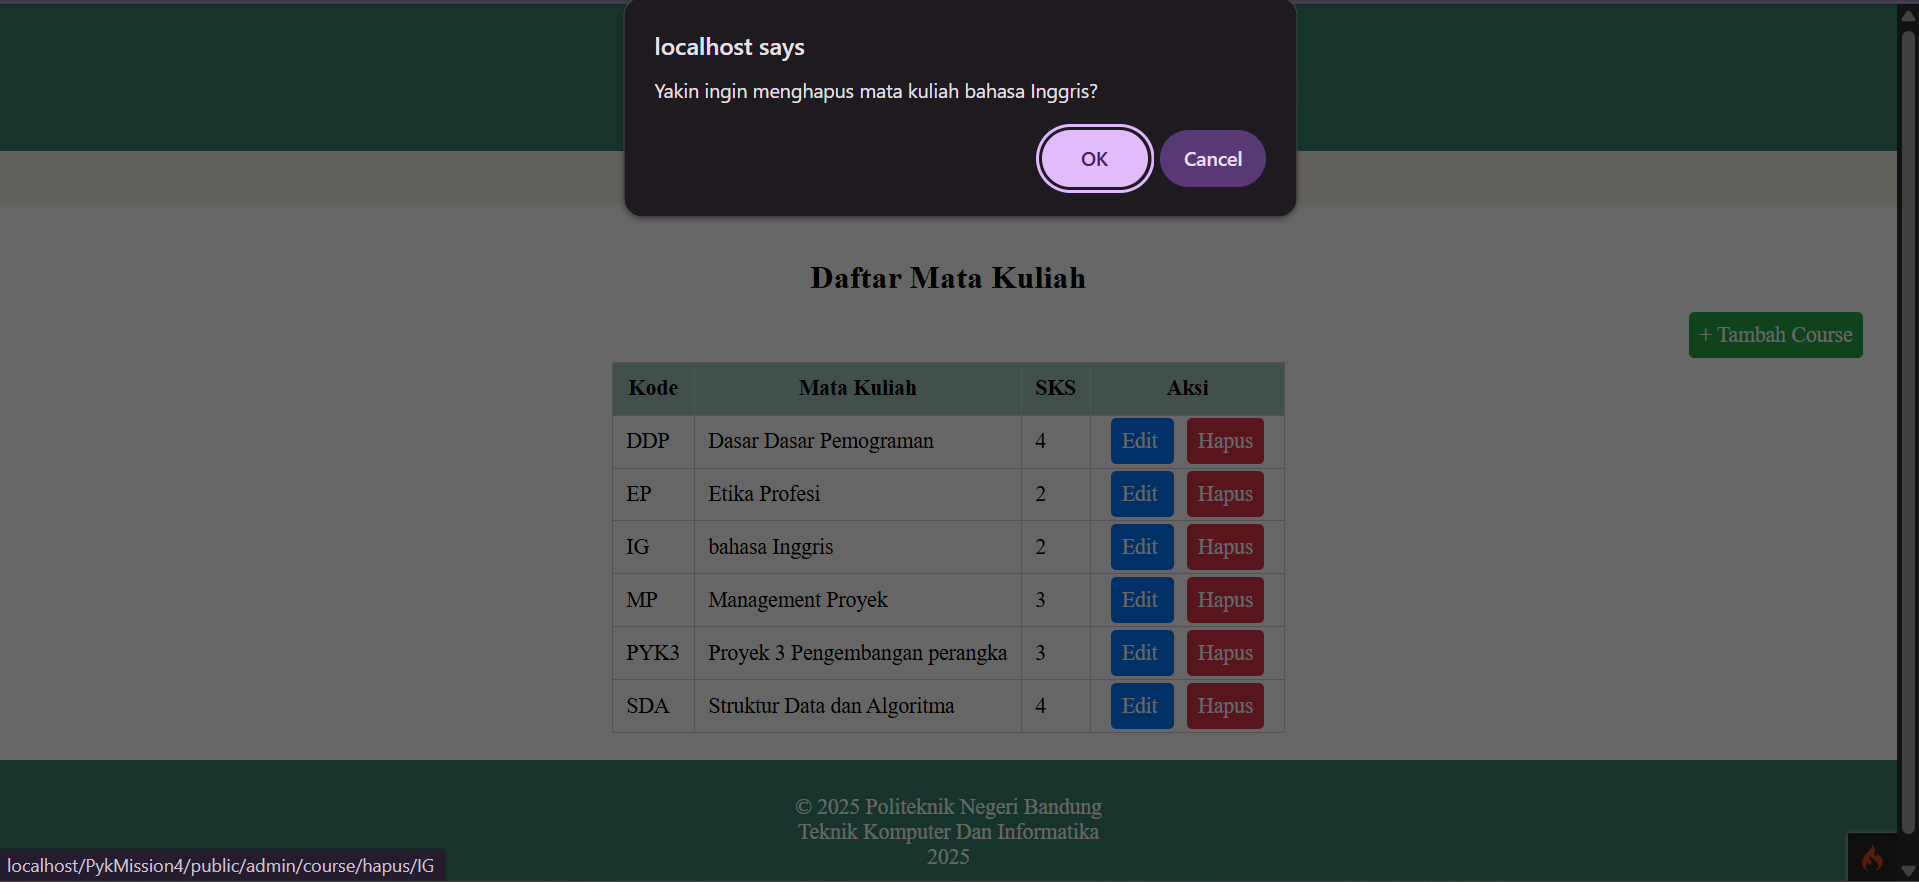 localhost says
Yakin ingin menghapus mata kuliah bahasa Inggris?
OK Cancel
Daftar Mata Kuliah
+ Tambah Course
Kode Mata Kuliah SKS Aksi
DDP Dasar Dasar Pemograman 4 Edit Hapus
EP Etika Profesi 2 Edit Hapus
IG bahasa Inggris 2 Edit Hapus
MP Management Proyek 3 Edit Hapus
PYK3 Proyek 3 Pengembangan perangka 3 Edit Hapus
SDA Struktur Data dan Algoritma 4 Edit Hapus
© 2025 Politeknik Negeri Bandung
Teknik Komputer Dan Informatika
2025
localhost/PykMission4/public/admin/course/hapus/IG